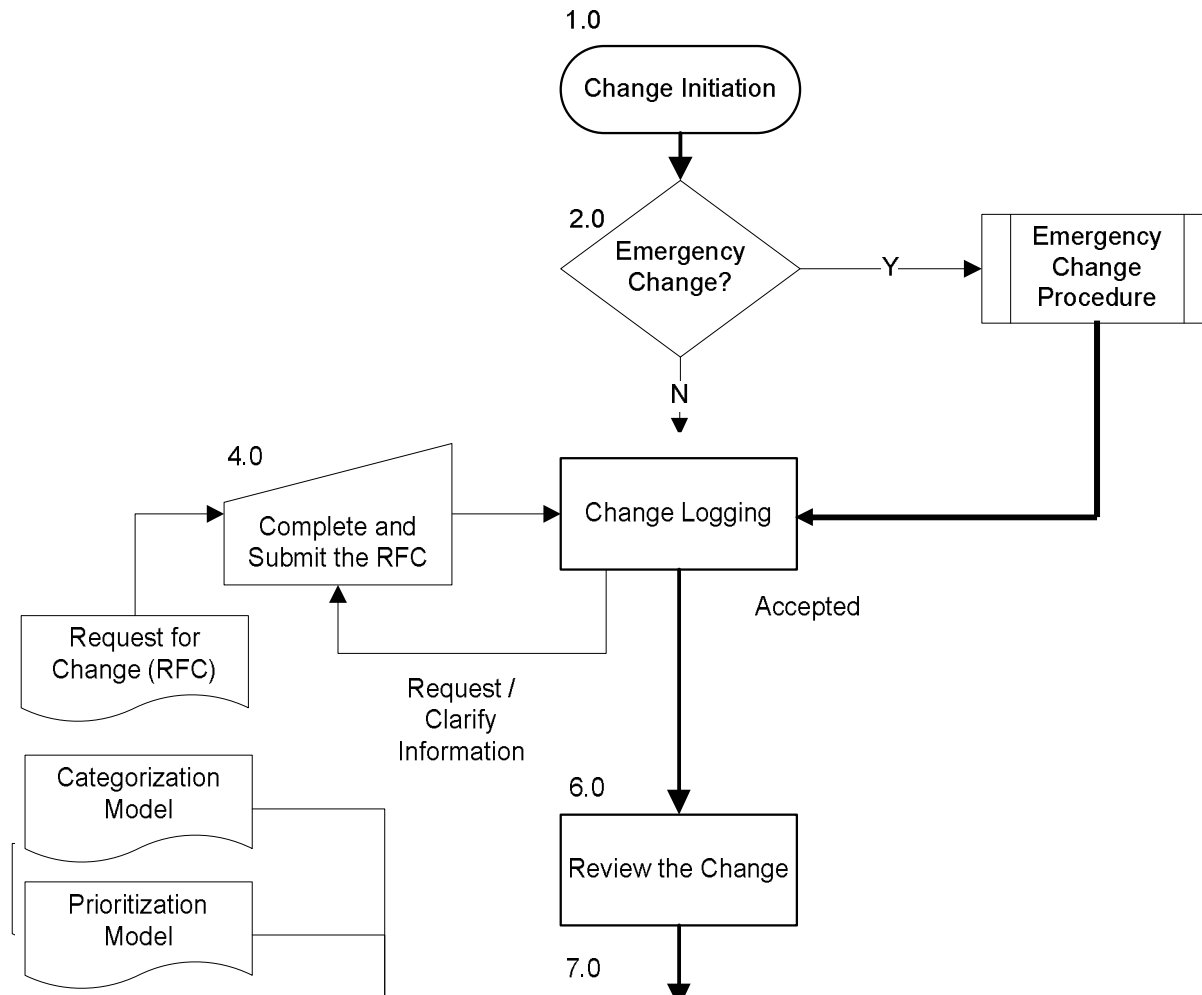 1.0
Change Initiation
2.0
Emergency
Change?
Y
Emergency
Change
Procedure
N
4.0
Complete and
Submit the RFC
Change Logging
Accepted
Request for
Change (RFC)
Request /
Clarify
Information
Categorization
Model
6.0
Review the Change
Prioritization
Model
7.0